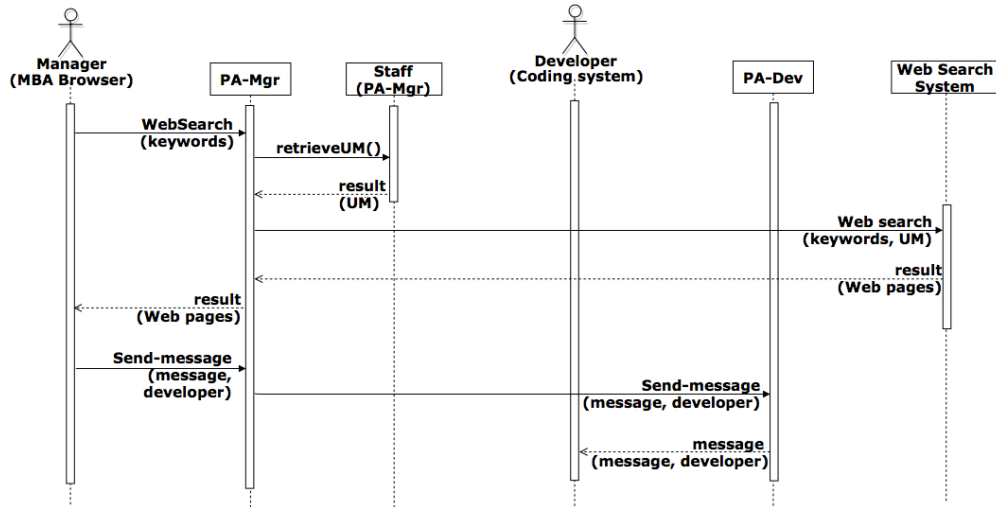 Manager
(MBA Browser)
PA-Mgr
Staff
(PA-Mgr)
Developer
(Coding system)
PA-Dev
Web Search
System
WebSearch
(keywords)
retrieveUM()
result
(UM)
Web search
(keywords, UM)
result
(Web pages)
result
(Web pages)
Send-message
(message,
developer)
Send-message
(message, developer)
message
(message, developer)